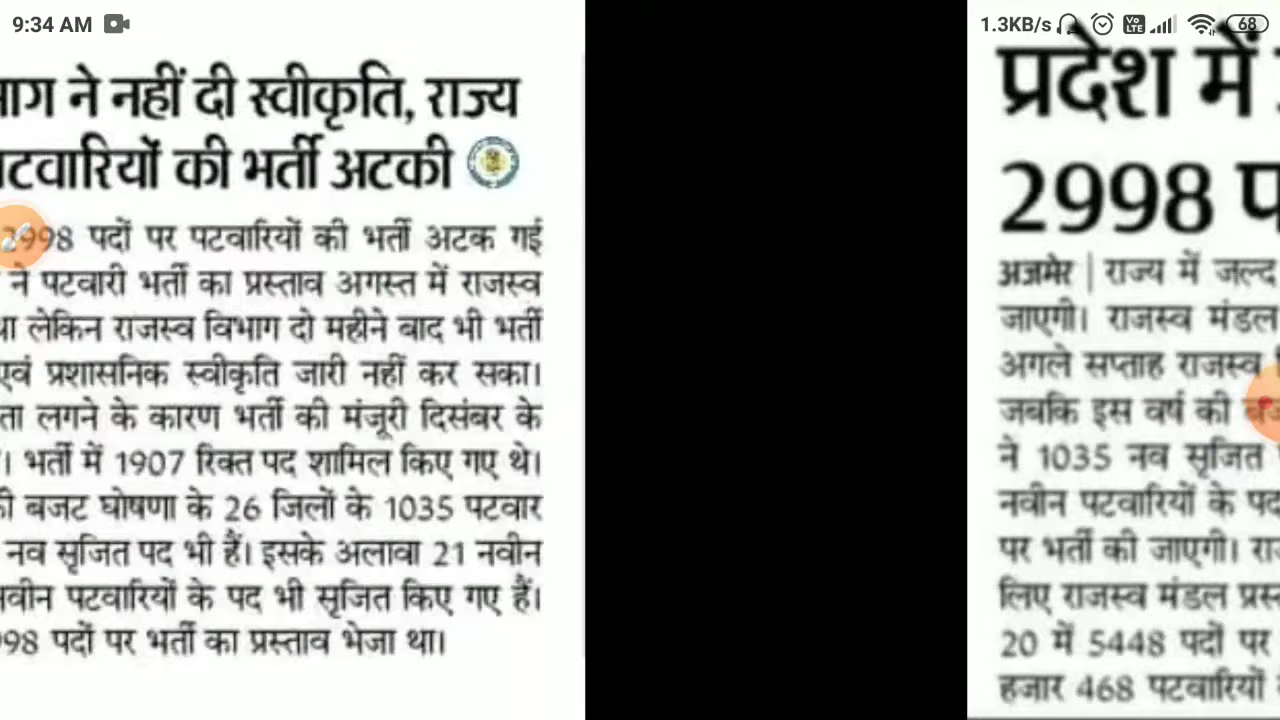 9:34 AM
1.3KB/s
Vo LTE
68
ने नहीं दी स्वीकृति, राज्य
की भर्ती अटकी
2998 पदों पर पटवारियों की भर्ती अटक गई
ने पटवारी भर्ती का प्रस्ताव अगस्त में राजस्व
लेकिन राजस्व विभाग दो महीने बाद भी भर्ती
एवं प्रशासनिक स्वीकृति जारी नहीं कर सका।
लगने के कारण भर्ती की मंजूरी दिसंबर के
। भर्ती में 1907 रिक्त पद शामिल किए गए थे।
की बजट घोषणा के 26 जिलों के 1035 पटवार
नव सृजित पद भी हैं। इसके अलावा 21 नवीन
नवीन पटवारियों के पद भी सृजित किए गए हैं।
98 पदों पर भर्ती का प्रस्ताव भेजा था।
प्रदेश में
2998 प
अजमेर | राज्य में जल्द
जाएगी। राजस्व मंडल
अगले सप्ताह राजस्व
जबकि इस वर्ष की
ने 1035 नव सृजित
नवीन पटवारियों के पद
पर भर्ती की जाएगी।
लिए राजस्व मंडल
20 में 5448 पदों पर
हजार 468 पटवारियों